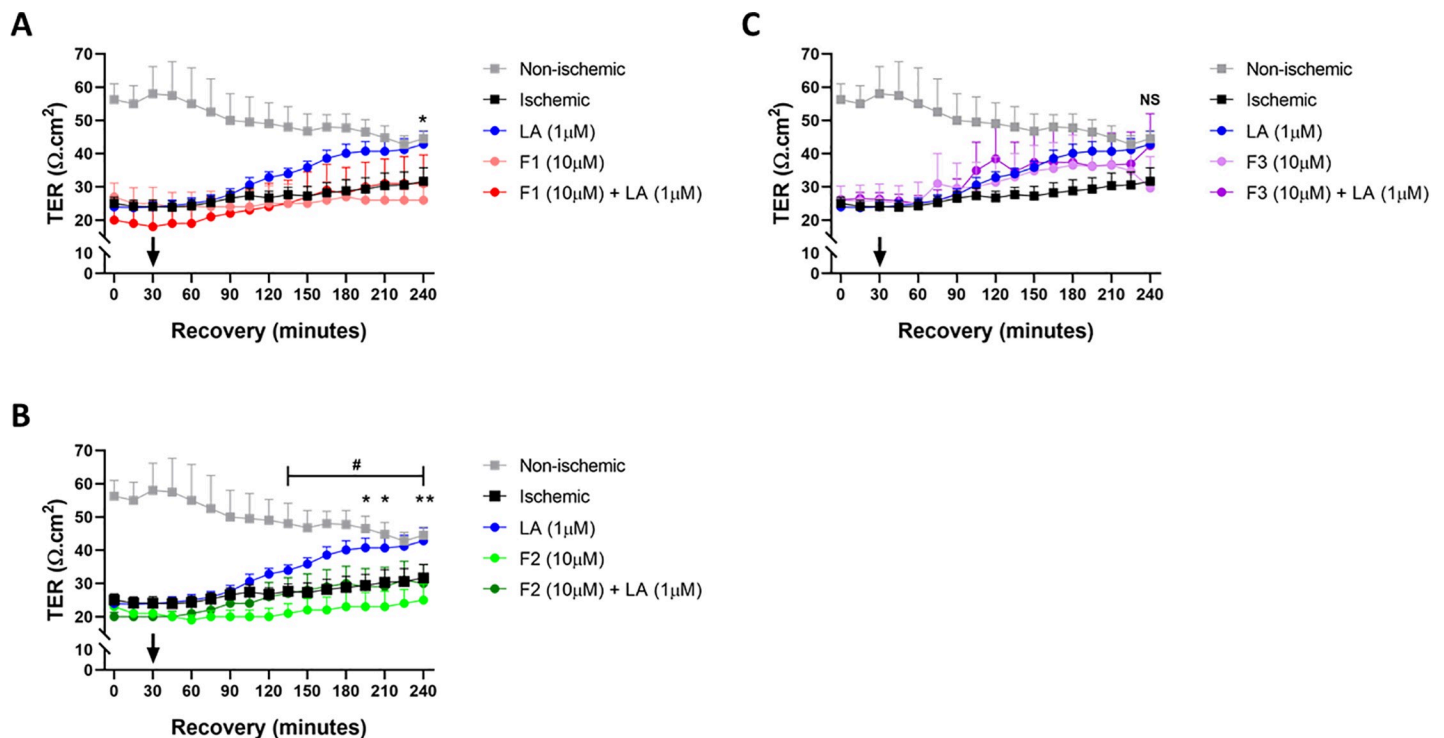 A
TER (Ω.cm²)
70
60
50
40
30
20
10
0
*
0 30 60 90 120 150 180 210 240
Recovery (minutes)
Non-ischemic
Ischemic
LA (1μM)
F1 (10μM)
F1 (10μM) + LA (1μM)
C
TER (Ω.cm²)
70
60
50
40
30
20
10
0
NS
0 30 60 90 120 150 180 210 240
Recovery (minutes)
Non-ischemic
Ischemic
LA (1μM)
F3 (10μM)
F3 (10μM) + LA (1μM)
B
TER (Ω.cm²)
70
60
50
40
30
20
10
0
#
* * **
0 30 60 90 120 150 180 210 240
Recovery (minutes)
Non-ischemic
Ischemic
LA (1μM)
F2 (10μM)
F2 (10μM) + LA (1μM)